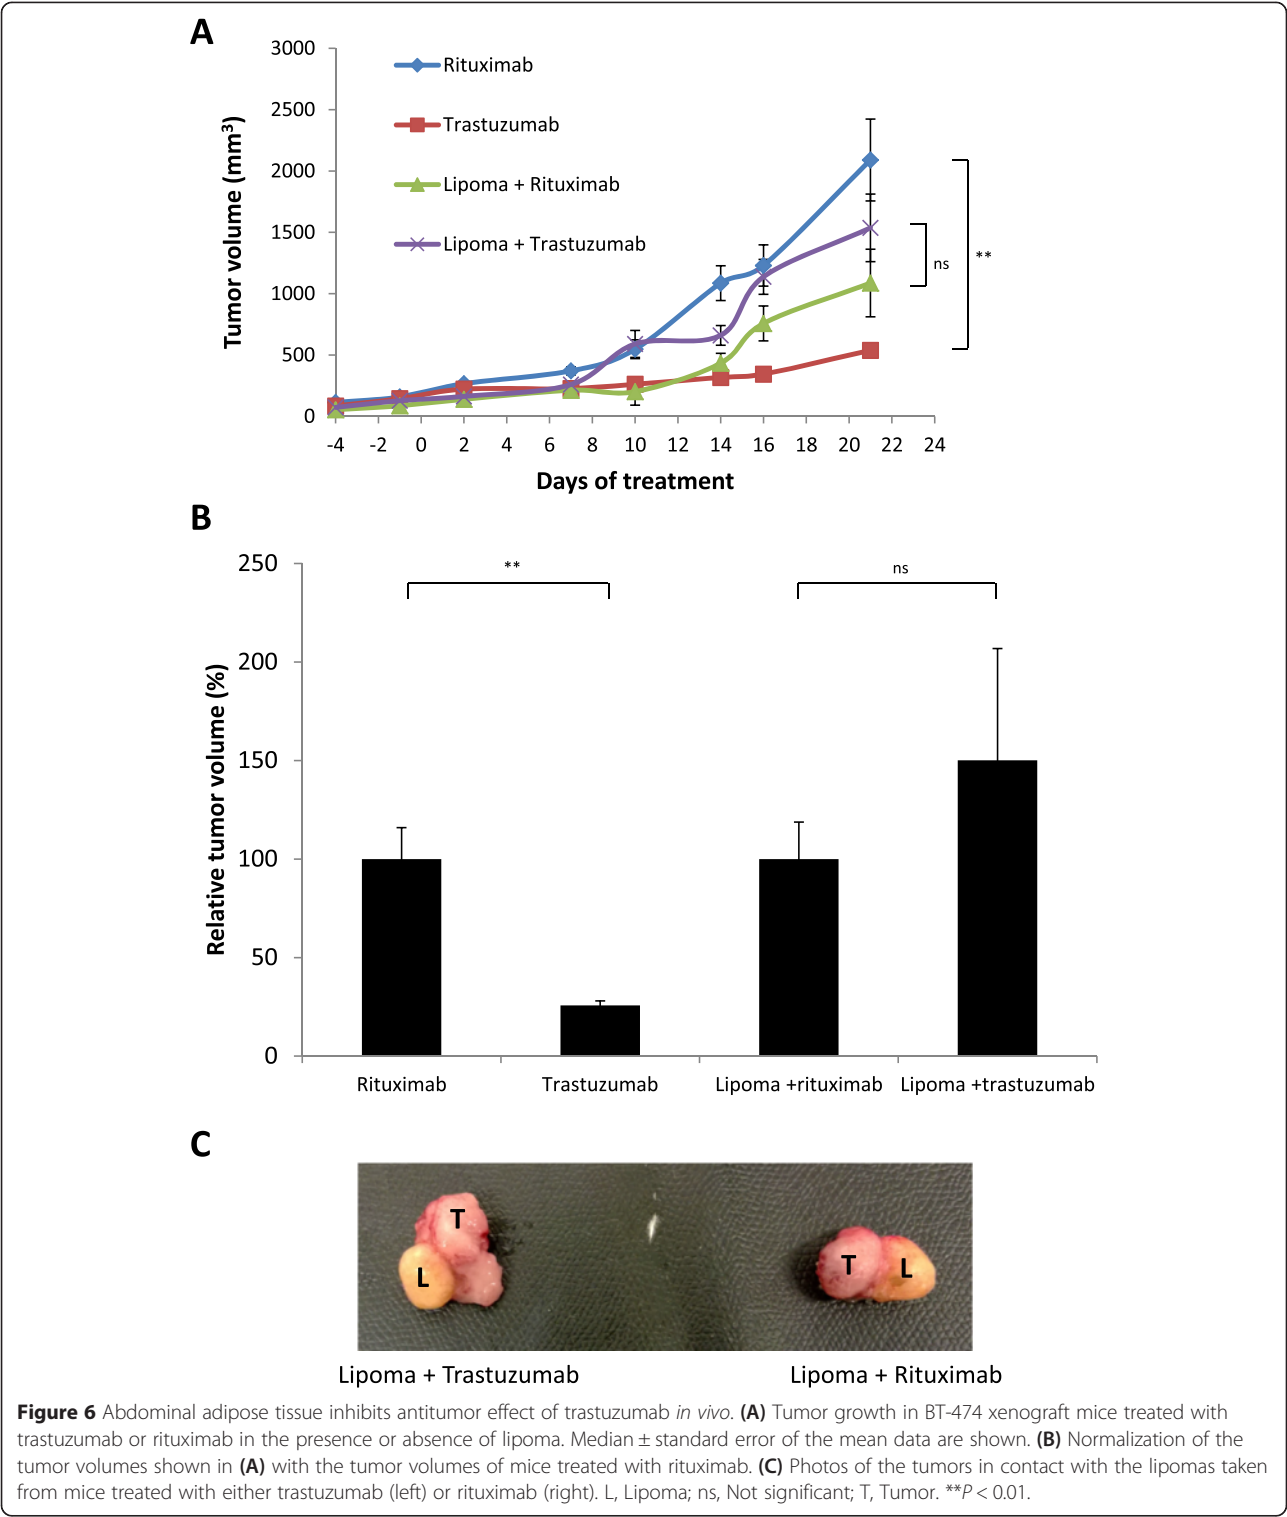 A
3000
2500
2000
1500
1000
500
0
Tumor volume (mm³)
Rituximab
Trastuzumab
Lipoma + Rituximab
Lipoma + Trastuzumab
ns
**
-4 -2 0 2 4 6 8 10 12 14 16 18 20 22 24
Days of treatment
B
250
200
150
100
50
0
Relative tumor volume (%)
**
ns
Rituximab Trastuzumab Lipoma +rituximab Lipoma +trastuzumab
C
T
L
T
L
Lipoma + Trastuzumab Lipoma + Rituximab
Figure 6 Abdominal adipose tissue inhibits antitumor effect of trastuzumab in vivo. (A) Tumor growth in BT-474 xenograft mice treated with
trastuzumab or rituximab in the presence or absence of lipoma. Median ± standard error of the mean data are shown. (B) Normalization of the
tumor volumes shown in (A) with the tumor volumes of mice treated with rituximab. (C) Photos of the tumors in contact with the lipomas taken
from mice treated with either trastuzumab (left) or rituximab (right). L, Lipoma; ns, Not significant; T, Tumor. **P < 0.01.